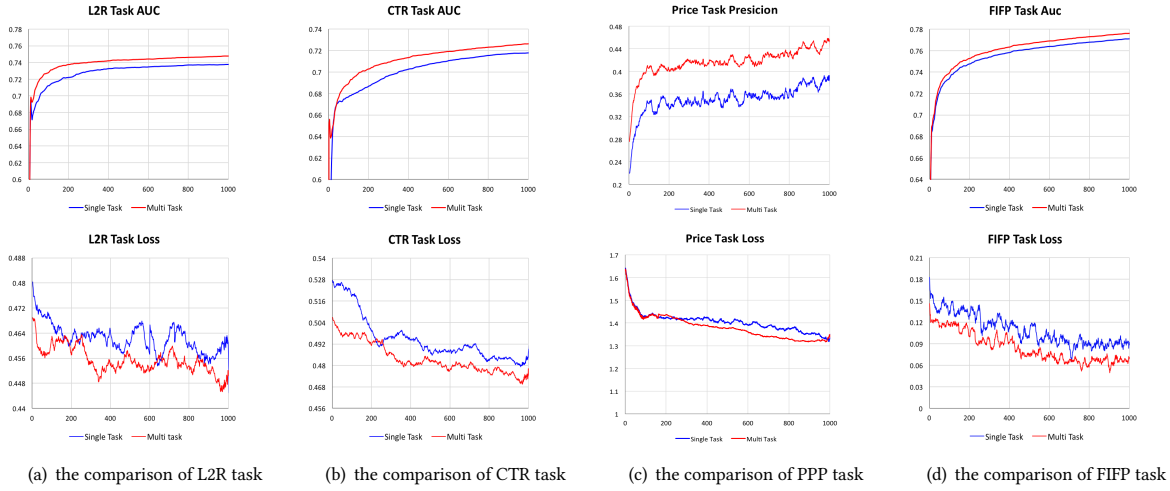 L2R Task AUC
0.78
0.76
0.74
0.72
0.7
0.68
0.66
0.64
0.62
0.6
0 200 400 600 800 1000
Single Task Multi Task
CTR Task AUC
0.74
0.72
0.7
0.68
0.66
0.64
0.62
0.6
0 200 400 600 800 1000
Single Task Mulit Task
Price Task Presicion
0.48
0.44
0.4
0.36
0.32
0.28
0.24
0.2
0 200 400 600 800 1000
Single Task Multi Task
FIFP Task Auc
0.78
0.76
0.74
0.72
0.7
0.68
0.66
0.64
0 200 400 600 800 1000
Single Task Multi Task
L2R Task Loss
0.488
0.48
0.472
0.464
0.456
0.448
0.44
0 200 400 600 800 1000
Single Task Multi task
CTR Task Loss
0.54
0.528
0.516
0.504
0.492
0.48
0.468
0.456
0 200 400 600 800 1000
Single Task Multi Task
Price Task Loss
1.7
1.6
1.5
1.4
1.3
1.2
1.1
1
0 200 400 600 800 1000
Single Task Multi Task
FIFP Task Loss
0.21
0.18
0.15
0.12
0.09
0.06
0.03
0
0 200 400 600 800 1000
Single Task Multi Task
(a) the comparison of L2R task
(b) the comparison of CTR task
(c) the comparison of PPP task
(d) the comparison of FIFP task